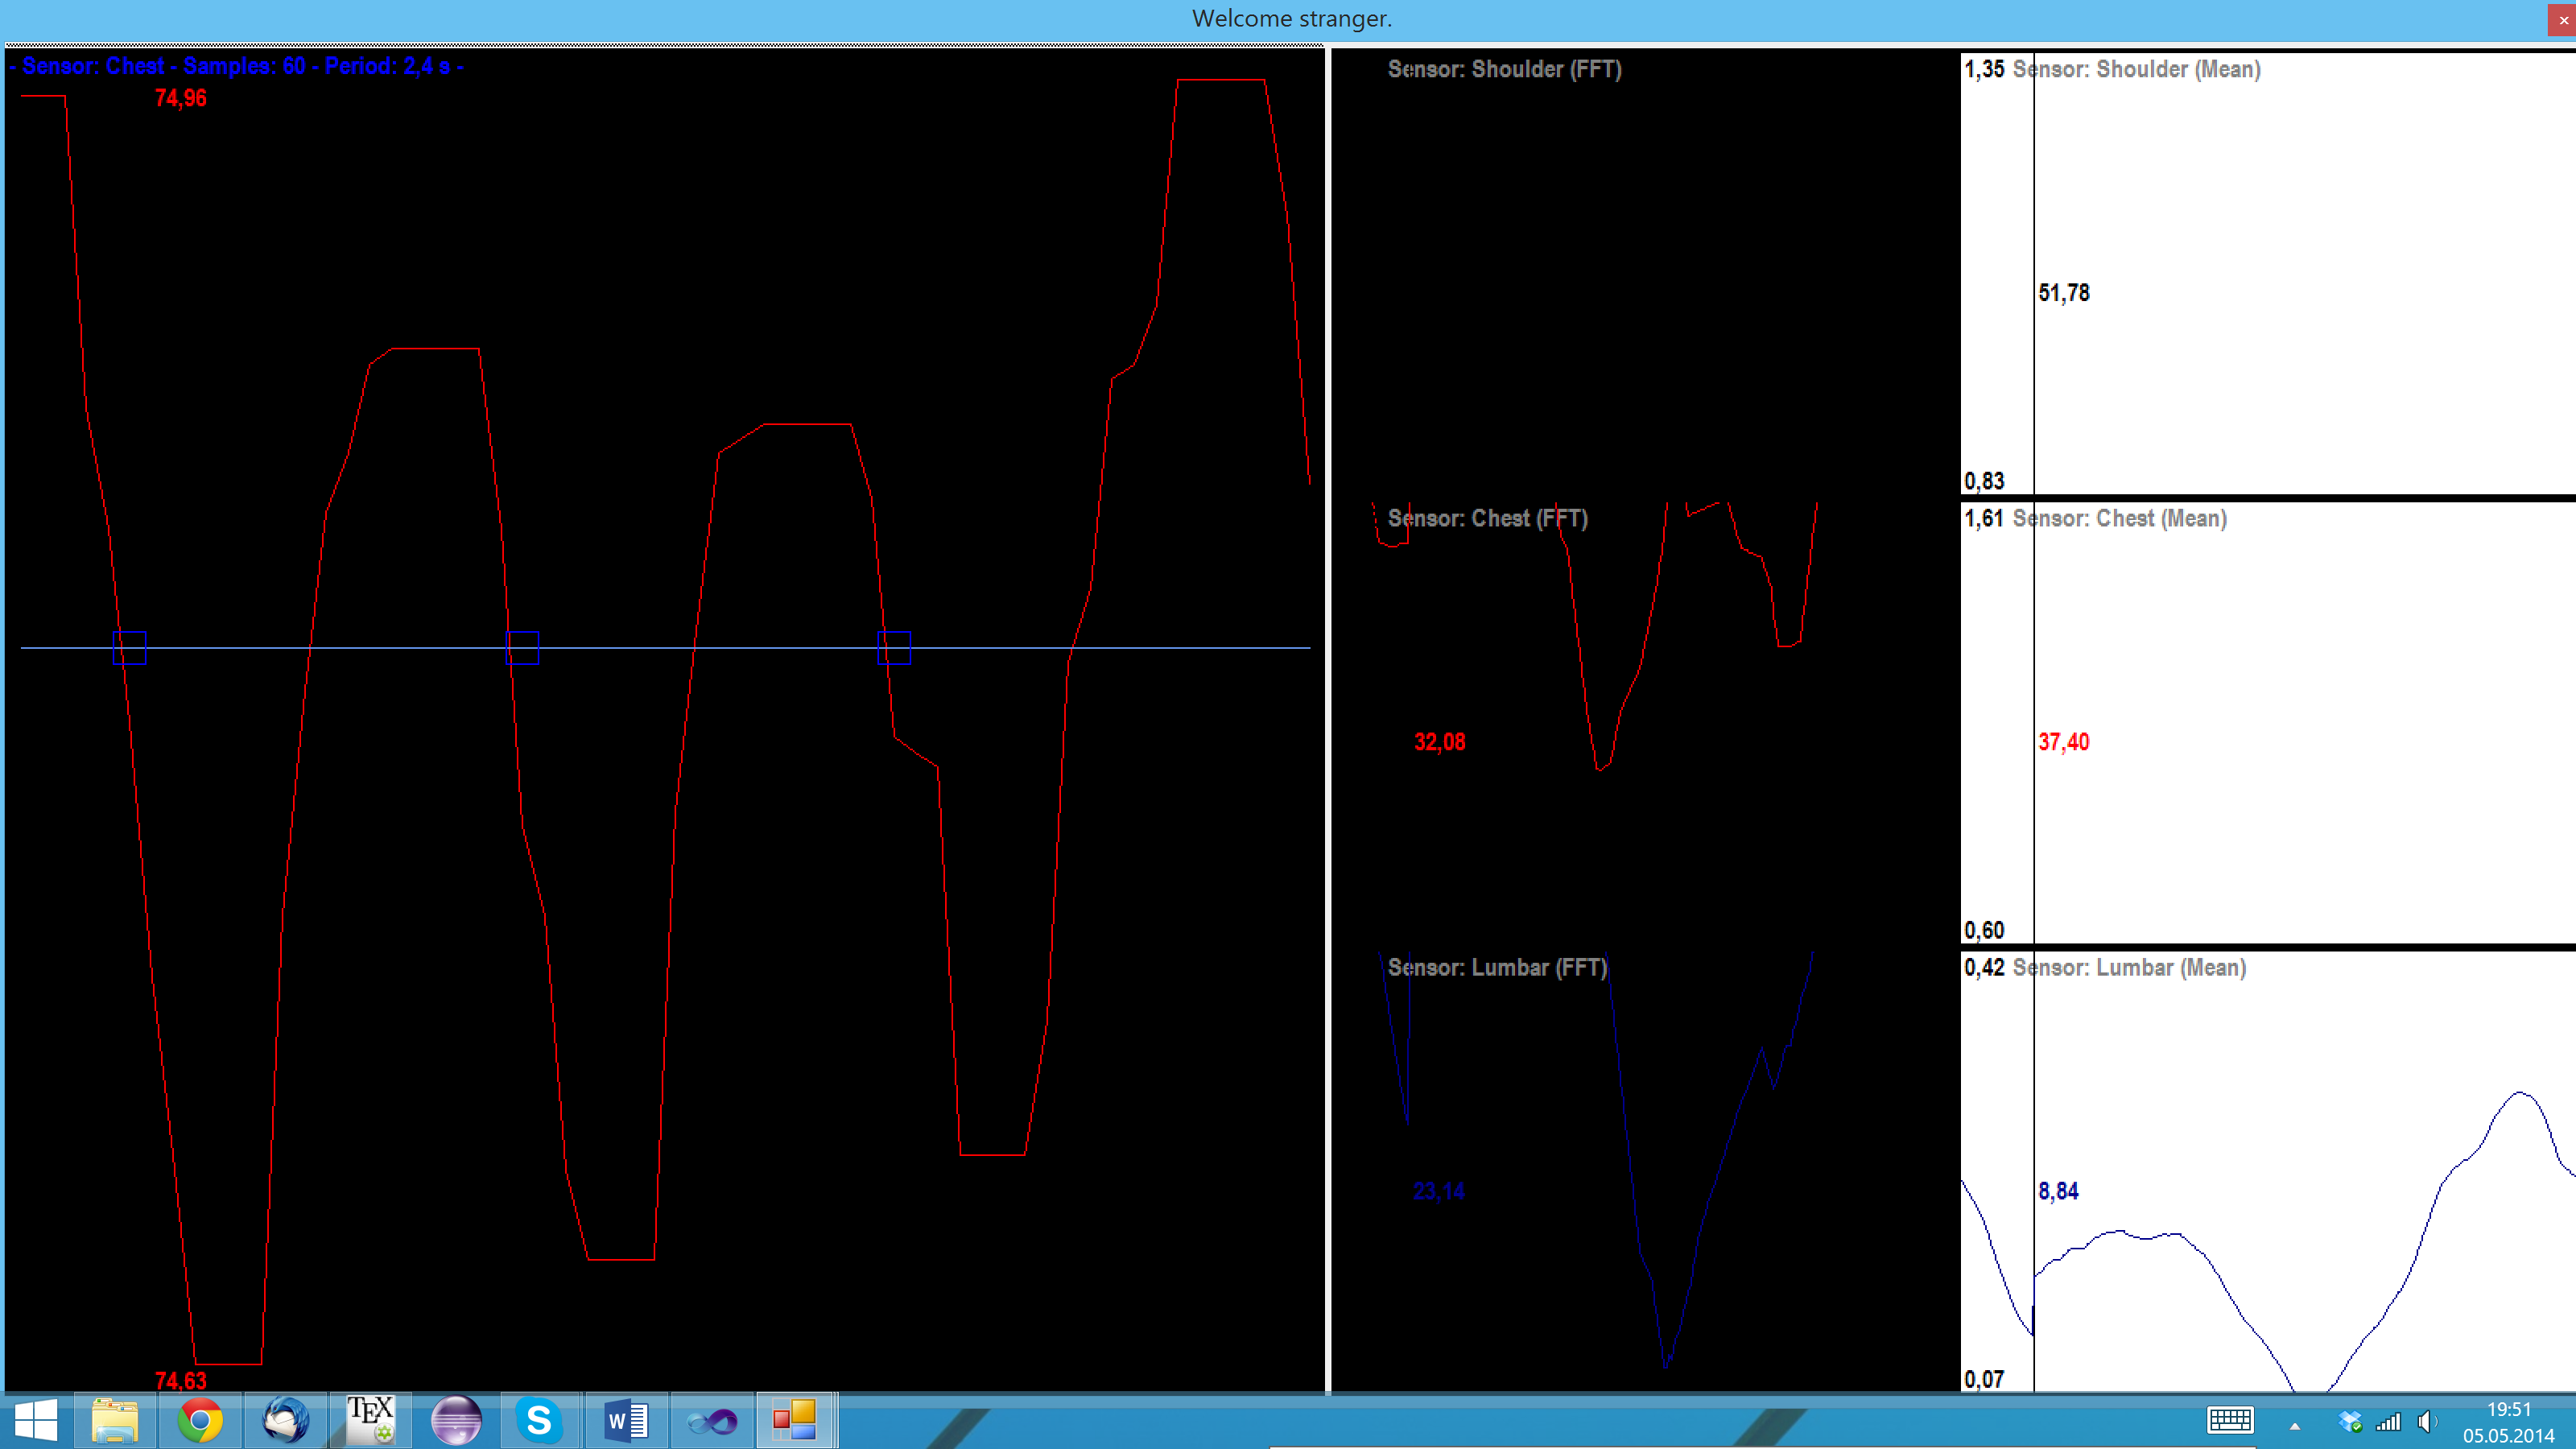 Welcome stranger.
- Sensor: Chest - Samples: 60 - Period: 2,4 s -
74,96
74,63
Sensor: Shoulder (FFT)
Sensor: Chest (FFT)
32,08
Sensor: Lumbar (FFT)
23,14
1,35 Sensor: Shoulder (Mean)
51,78
0,83
1,61 Sensor: Chest (Mean)
37,40
0,60
0,42 Sensor: Lumbar (Mean)
8,84
0,07
TEX
S
W
19:51
05.05.2014